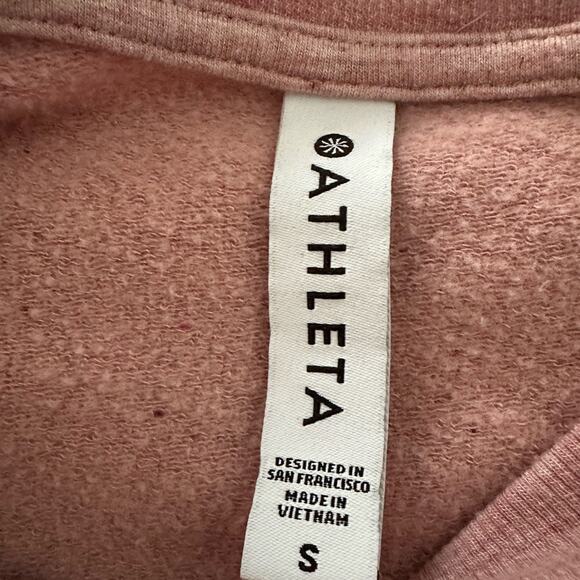 ATHLETA
DESIGNED IN
SAN FRANCISCO
MADE IN
VIETNAM
S